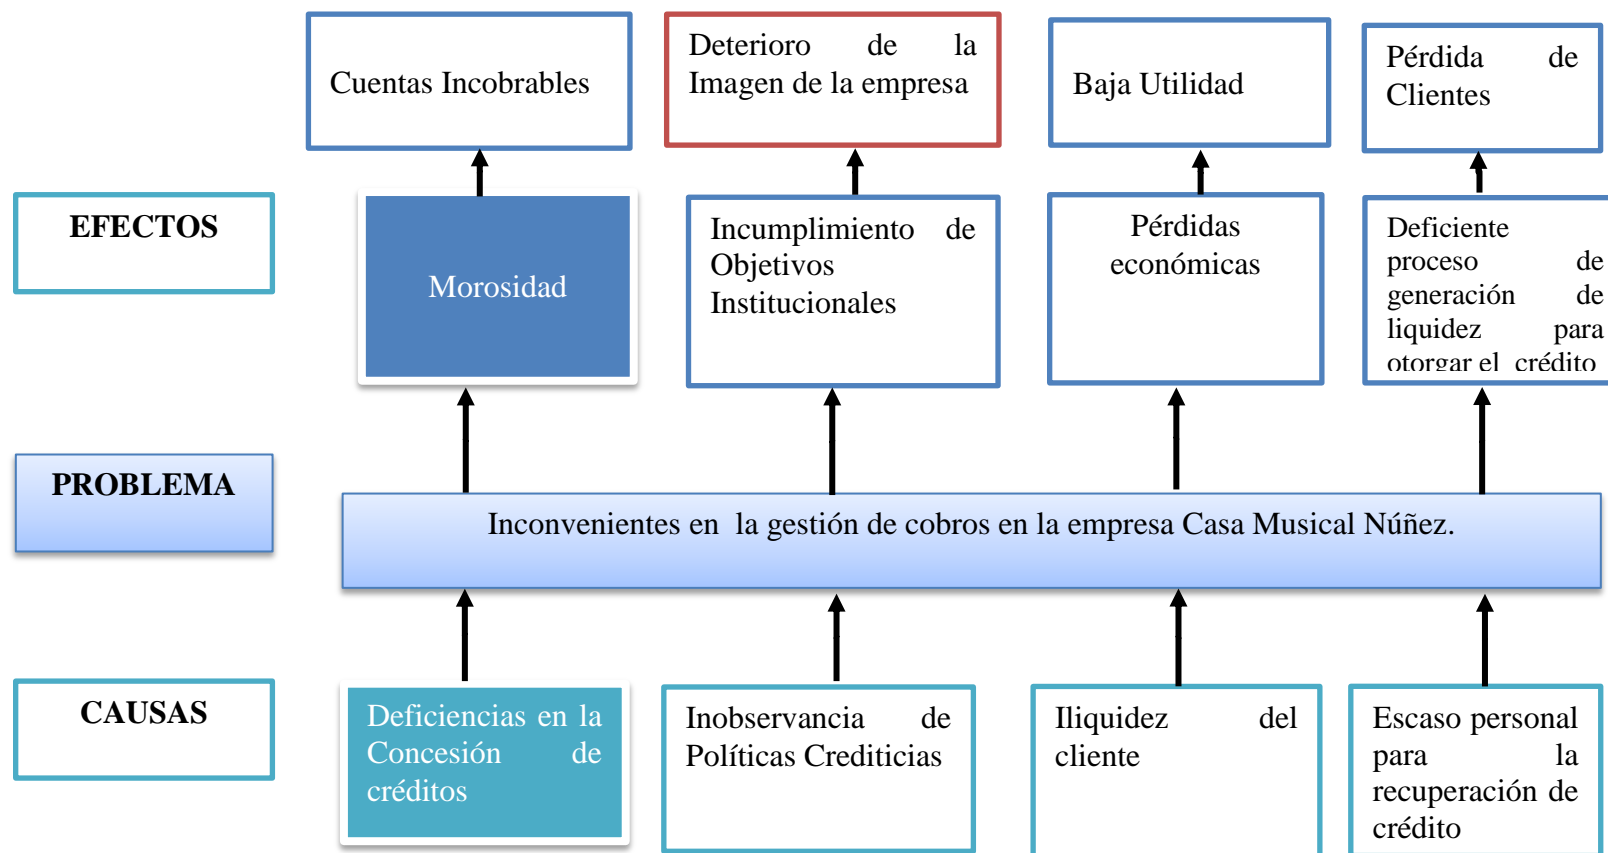 Cuentas Incobrables
Deterioro de la
Imagen de la empresa
Baja Utilidad
Pérdida de
Clientes
EFECTOS
Morosidad
Incumplimiento de
Objetivos
Institucionales
Pérdidas
económicas
Deficiente
proceso de
generación de
liquidez para
otorgar el crédito
PROBLEMA
Inconvenientes en la gestión de cobros en la empresa Casa Musical Núñez.
CAUSAS
Deficiencias en la
Concesión de
créditos
Inobservancia de
Políticas Crediticias
Iliquidez del
cliente
Escaso personal
para la
recuperación de
crédito